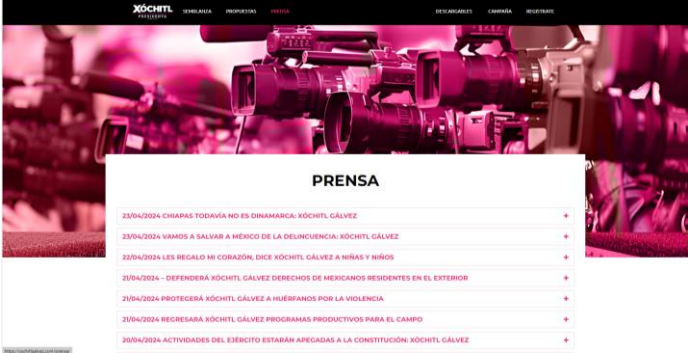 XÓCHITL
PRESIDENTA
SEMBLANZA PROPUESTAS PRENSA DESCARGABLES CAMPAÑA REGÍSTRATE
PRENSA
23/04/2024 CHIAPAS TODAVÍA NO ES DINAMARCA: XÓCHITL GÁLVEZ +
23/04/2024 VAMOS A SALVAR A MÉXICO DE LA DELINCUENCIA: XÓCHITL GÁLVEZ +
22/04/2024 LES REGALO MI CORAZÓN, DICE XÓCHITL GÁLVEZ A NIÑAS Y NIÑOS +
21/04/2024 – DEFENDERÁ XÓCHITL GÁLVEZ DERECHOS DE MEXICANOS RESIDENTES EN EL EXTERIOR +
21/04/2024 PROTEGERÁ XÓCHITL GÁLVEZ A HUÉRFANOS POR LA VIOLENCIA +
21/04/2024 REGRESARÁ XÓCHITL GÁLVEZ PROGRAMAS PRODUCTIVOS PARA EL CAMPO +
20/04/2024 ACTIVIDADES DEL EJÉRCITO ESTARÁN APEGADAS A LA CONSTITUCIÓN: XÓCHITL GÁLVEZ +
https://xochitlgalvez.com/prensa/